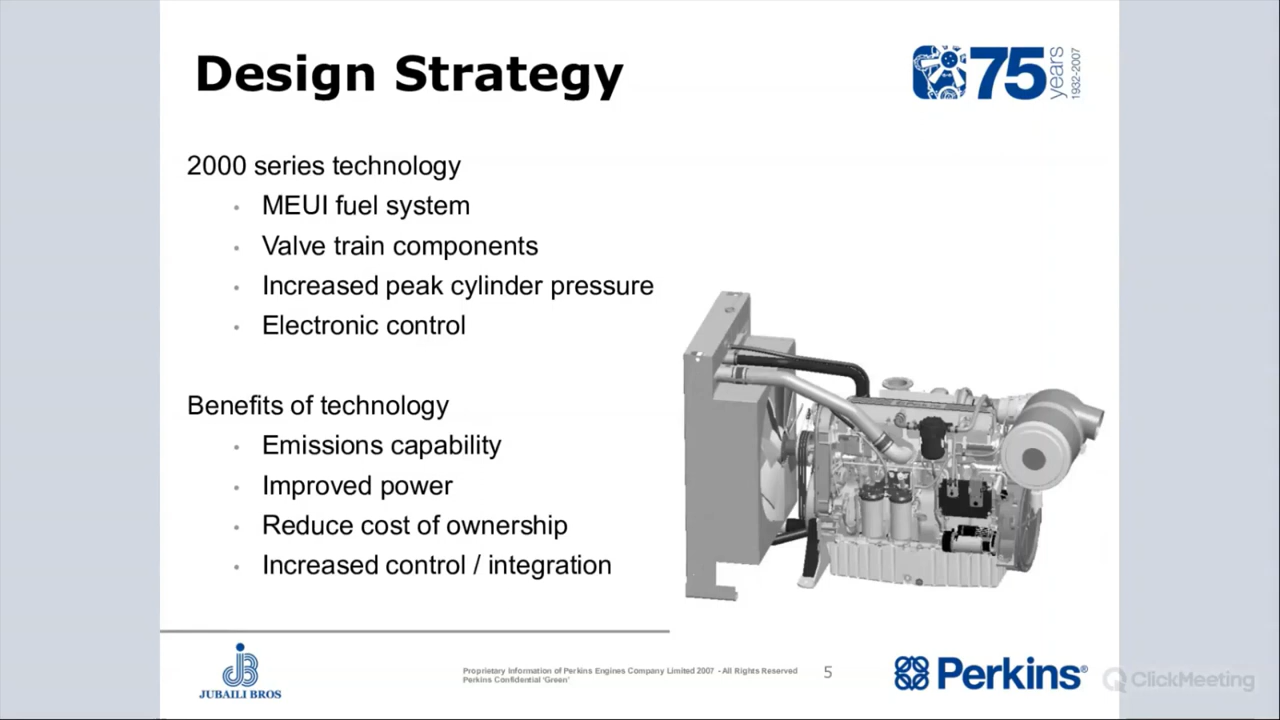 Design Strategy
75
years
1932-2007
2000 series technology
MEUI fuel system
Valve train components
Increased peak cylinder pressure
Electronic control
Benefits of technology
Emissions capability
Improved power
Reduce cost of ownership
Increased control / integration
JUBAILI BROS
Proprietary Information of Perkins Engines Company Limited 2007 - All Rights Reserved
Perkins Confidential 'Green'
5
Perkins®
ClickMeeting